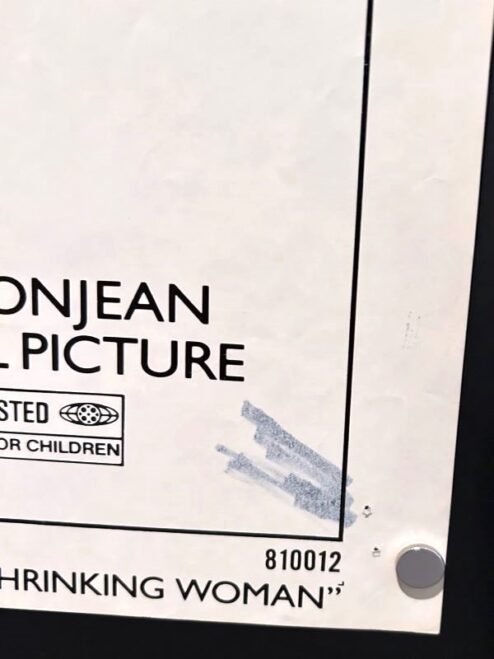 ONJEAN
L PICTURE
STED
OR CHILDREN
810012
HRINKING WOMAN"